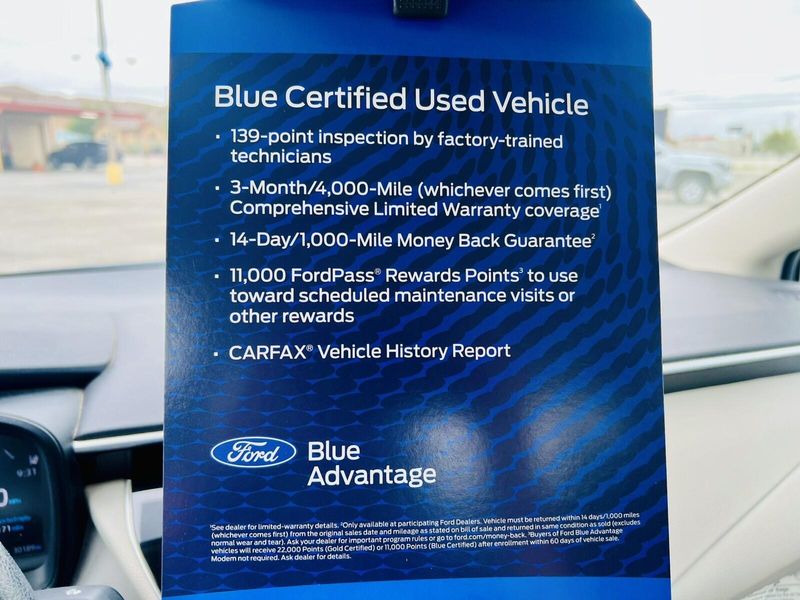 Blue Certified Used Vehicle
• 139-point inspection by factory-trained
technicians
• 3-Month/4,000-Mile (whichever comes first)
Comprehensive Limited Warranty coverage¹
• 14-Day/1,000-Mile Money Back Guarantee²
• 11,000 FordPass® Rewards Points³ to use
toward scheduled maintenance visits or
other rewards
• CARFAX® Vehicle History Report
Ford
Blue
Advantage
¹See dealer for limited-warranty details. ²Only available at participating Ford Dealers. Vehicle must be returned within 14 days/1,000 miles
(whichever comes first) from the original sales date and mileage as stated on bill of sale and returned in same condition as sold (excludes
normal wear and tear). Ask your dealer for important program rules or go to ford.com/money-back. ³Buyers of Ford Blue Advantage
vehicles will receive 22,000 Points (Gold Certified) or 11,000 Points (Blue Certified) after enrollment within 60 days of vehicle sale.
Modem not required. Ask dealer for details.
9:31